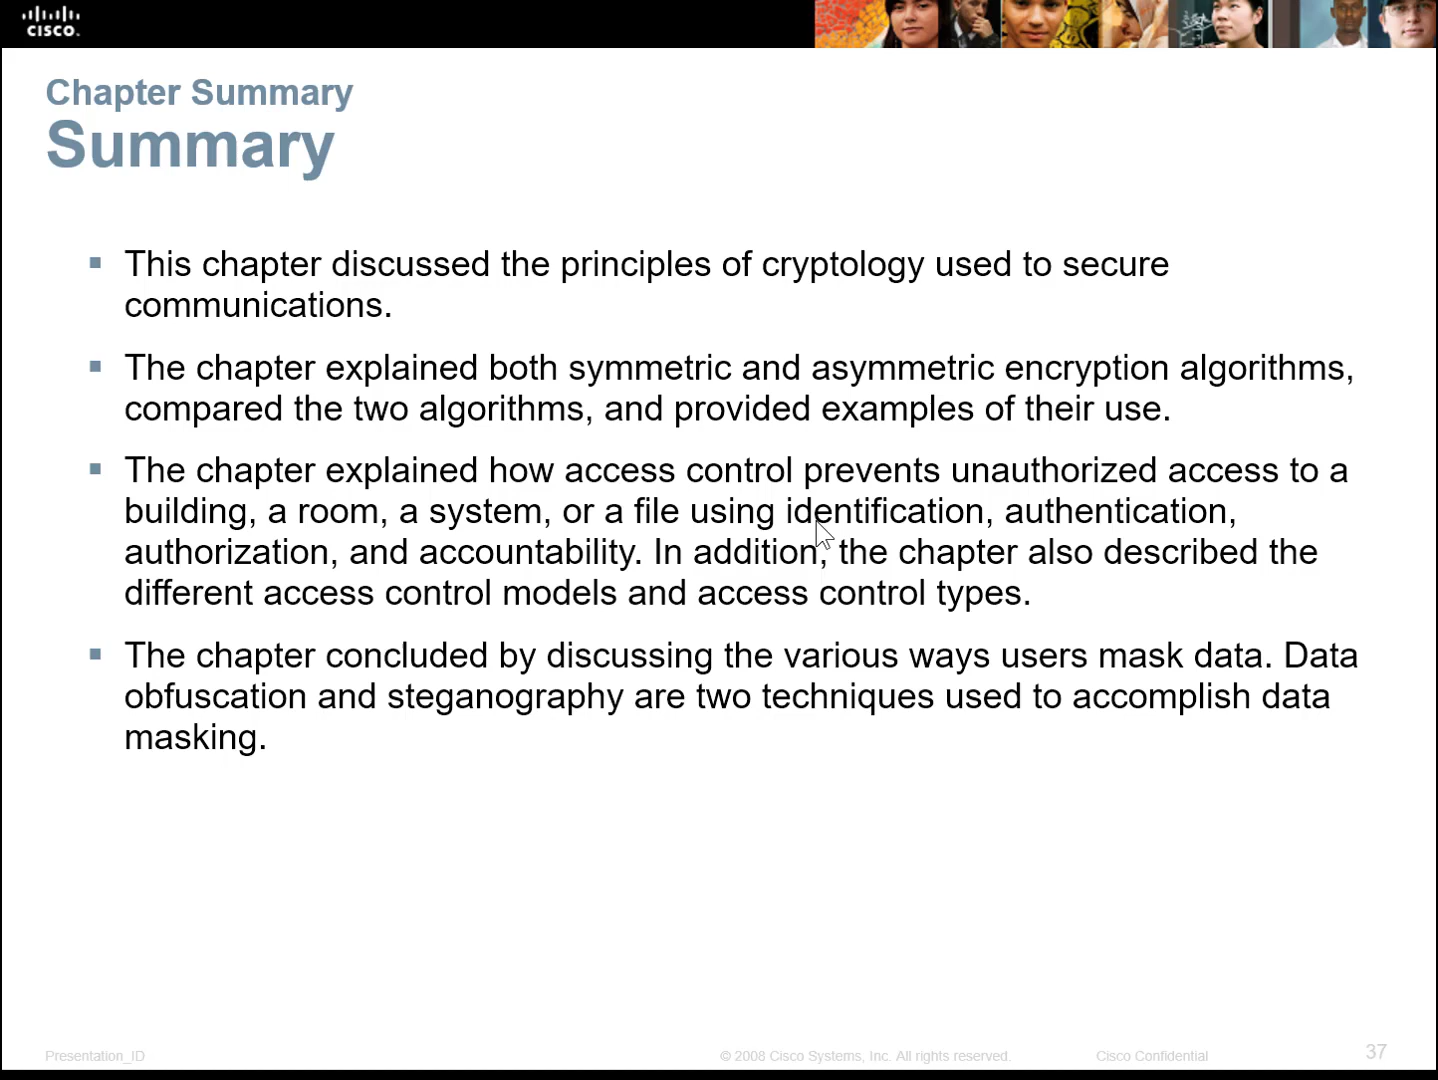 CISCO.
Chapter Summary
Summary
▪ This chapter discussed the principles of cryptology used to secure
communications.
▪ The chapter explained both symmetric and asymmetric encryption algorithms,
compared the two algorithms, and provided examples of their use.
▪ The chapter explained how access control prevents unauthorized access to a
building, a room, a system, or a file using identification, authentication,
authorization, and accountability. In addition, the chapter also described the
different access control models and access control types.
▪ The chapter concluded by discussing the various ways users mask data. Data
obfuscation and steganography are two techniques used to accomplish data
masking.
Presentation_ID © 2008 Cisco Systems, Inc. All rights reserved. Cisco Confidential 37